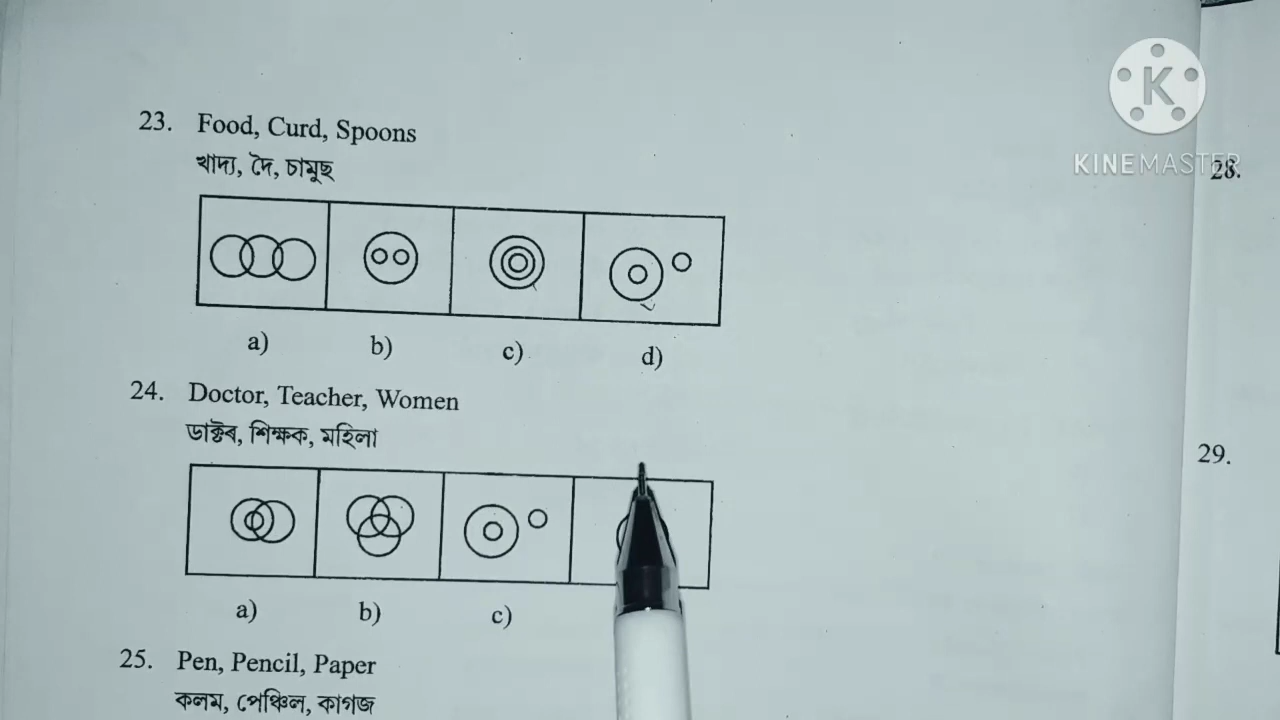 23. Food, Curd, Spoons
খাদ্য, দৈ, চামুছ
a) b) c) d)
24. Doctor, Teacher, Women
ডাক্টৰ, শিক্ষক, মহিলা
a) b) c)
25. Pen, Pencil, Paper
কলম, পেঞ্চিল, কাগজ
K
KINEMASTER
28.
29.